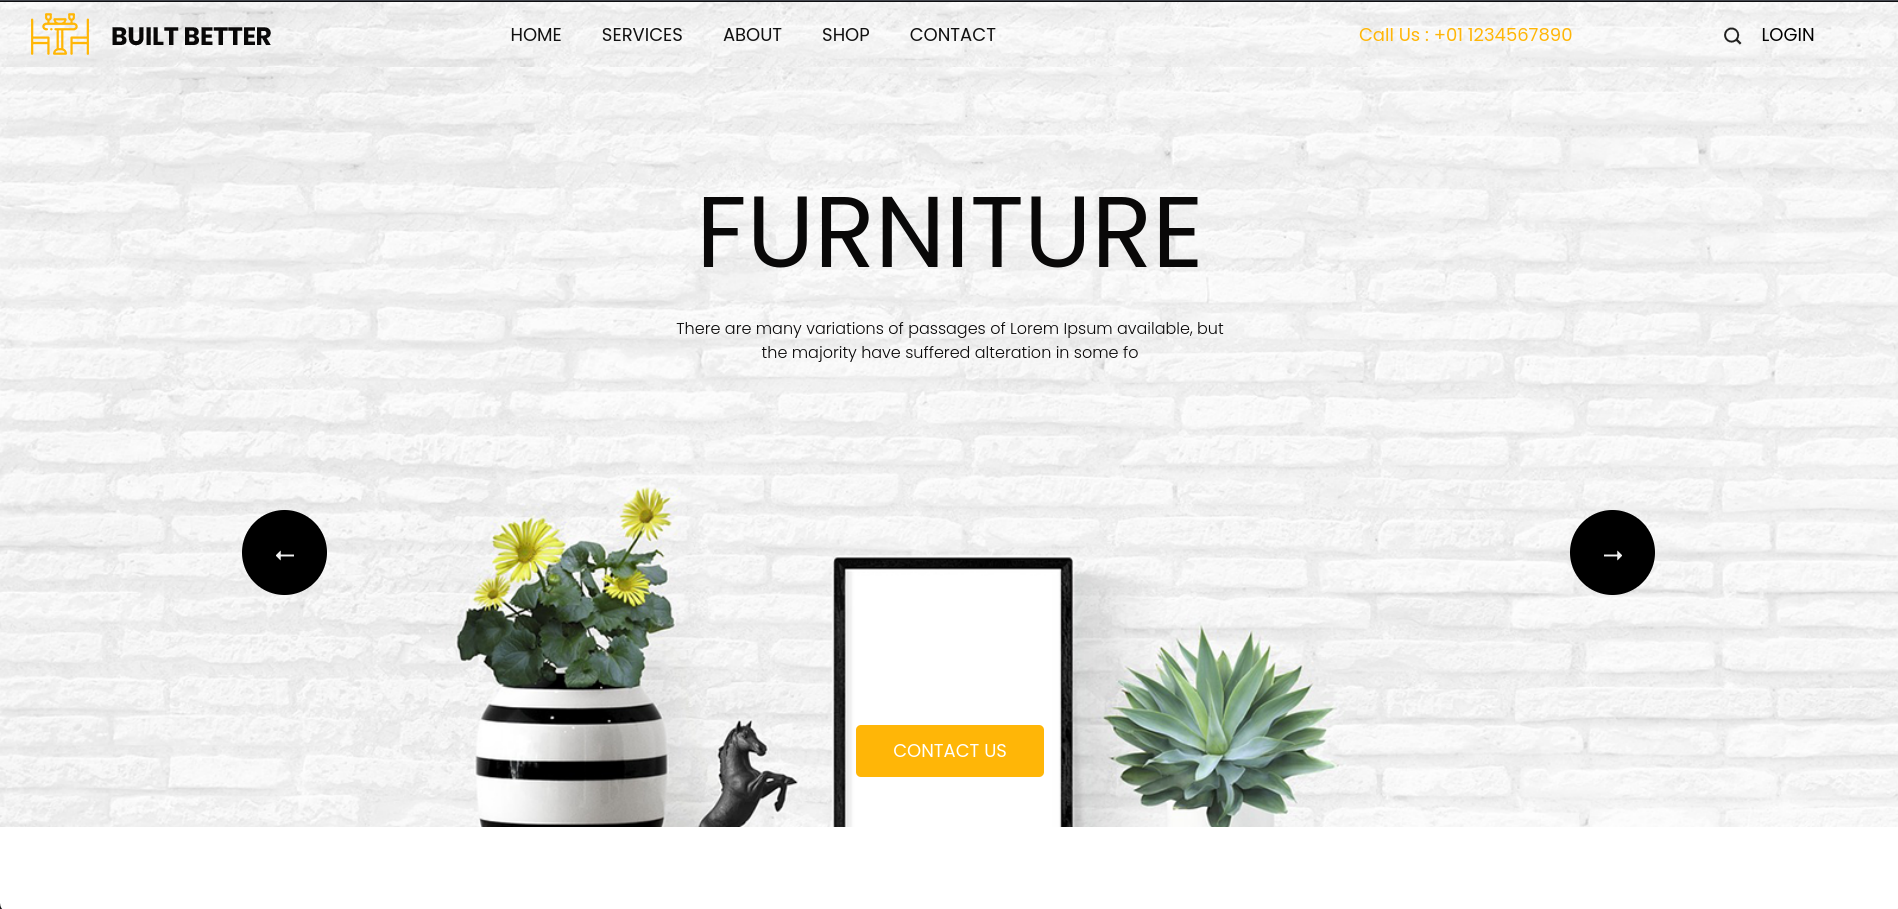 BUILT BETTER
HOME SERVICES ABOUT SHOP CONTACT
Call Us : +01 1234567890
LOGIN
FURNITURE
There are many variations of passages of Lorem Ipsum available, but
the majority have suffered alteration in some fo
CONTACT US